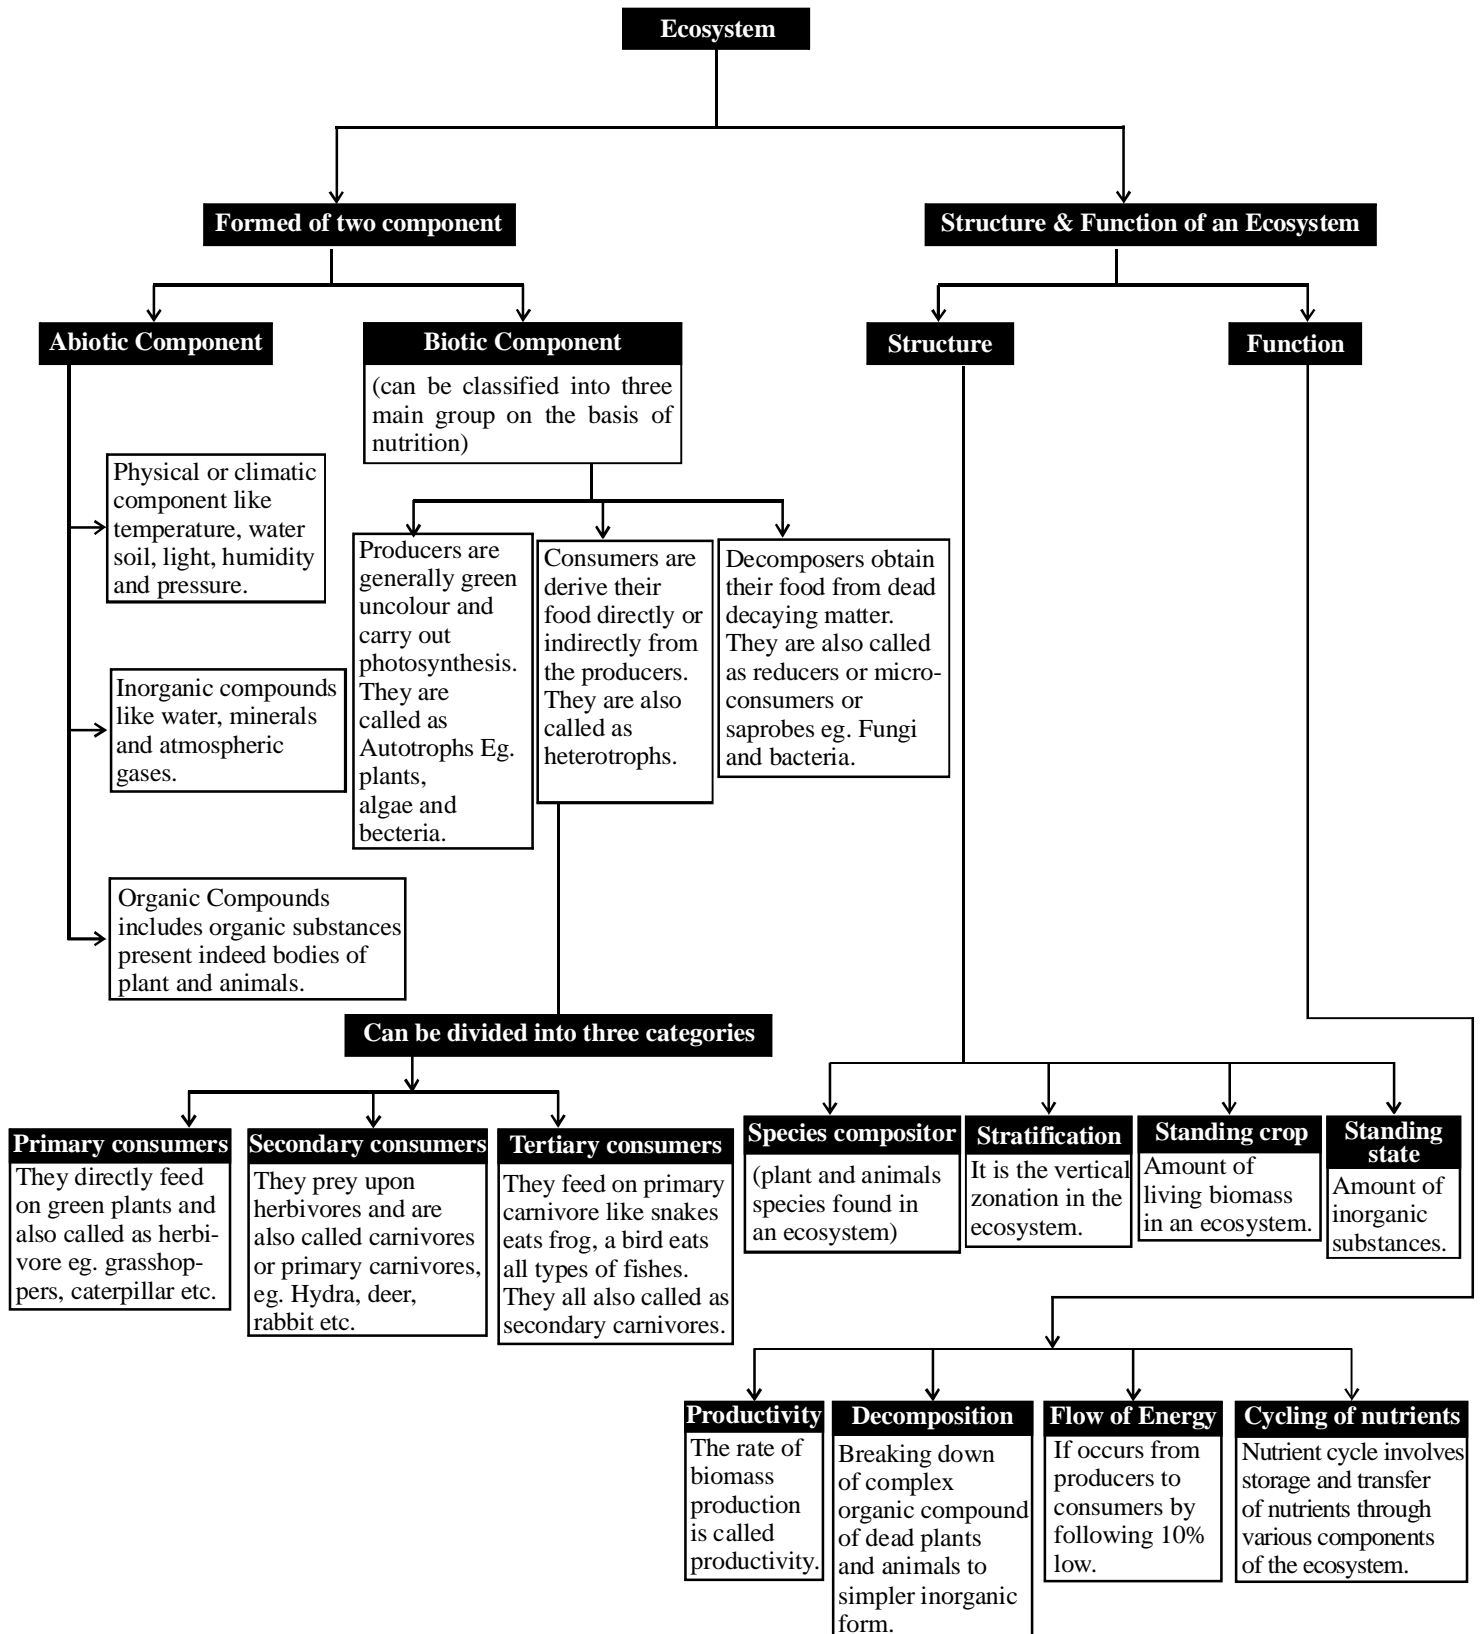 Ecosystem
Formed of two component
Structure & Function of an Ecosystem
Abiotic Component
Biotic Component
(can be classified into three
main group on the basis of
nutrition)
Structure
Function
Physical or climatic
component like
temperature, water
soil, light, humidity
and pressure.
Inorganic compounds
like water, minerals
and atmospheric
gases.
Organic Compounds
includes organic substances
present indeed bodies of
plant and animals.
Producers are
generally green
uncolour and
carry out
photosynthesis.
They are
called as
Autotrophs Eg.
plants,
algae and
becteria.
Consumers are
derive their
food directly or
indirectly from
the producers.
They are also
called as
heterotrophs.
Decomposers obtain
their food from dead
decaying matter.
They are also called
as reducers or micro-
consumers or
saprobes eg. Fungi
and bacteria.
Can be divided into three categories
Primary consumers
They directly feed
on green plants and
also called as herbi-
vore eg. grasshop-
pers, caterpillar etc.
Secondary consumers
They prey upon
herbivores and are
also called carnivores
or primary carnivores,
eg. Hydra, deer,
rabbit etc.
Tertiary consumers
They feed on primary
carnivore like snakes
eats frog, a bird eats
all types of fishes.
They all also called as
secondary carnivores.
Species compositor
(plant and animals
species found in
an ecosystem)
Stratification
It is the vertical
zonation in the
ecosystem.
Standing crop
Amount of
living biomass
in an ecosystem.
Standing
state
Amount of
inorganic
substances.
Productivity
The rate of
biomass
production
is called
productivity.
Decomposition
Breaking down
of complex
organic compound
of dead plants
and animals to
simpler inorganic
form.
Flow of Energy
If occurs from
producers to
consumers by
following 10%
low.
Cycling of nutrients
Nutrient cycle involves
storage and transfer
of nutrients through
various components
of the ecosystem.